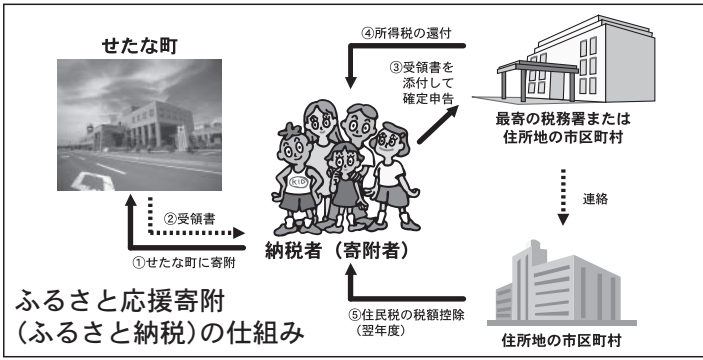 せたな町
④所得税の還付
③受領書を
添付して
確定申告
最寄の税務署または
住所地の市区町村
KID
②受領書
連絡
納税者（寄附者）
①せたな町に寄附
ふるさと応援寄附
(ふるさと納税)の仕組み
⑤住民税の税額控除
(翌年度)
住所地の市区町村